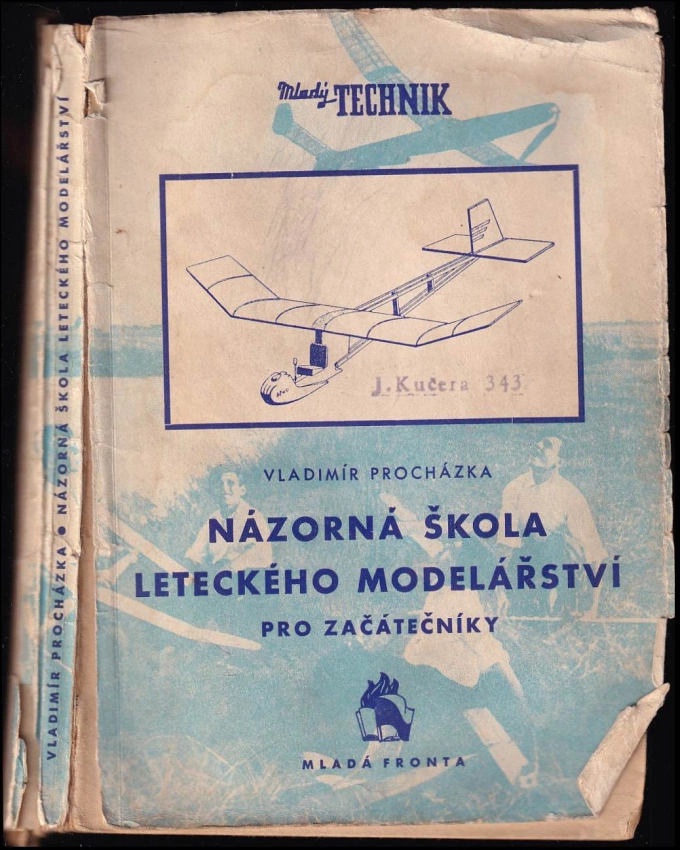 Mladý TECHNIK
J. Kučera 343
VLADIMÍR PROCHÁZKA
NÁZORNÁ ŠKOLA
LETECKÉHO MODELÁŘSTVÍ
PRO ZAČÁTEČNÍKY
MLADÁ FRONTA
VLADIMÍR PROCHÁZKA • NÁZORNÁ ŠKOLA LETECKÉHO MODELÁŘSTVÍ